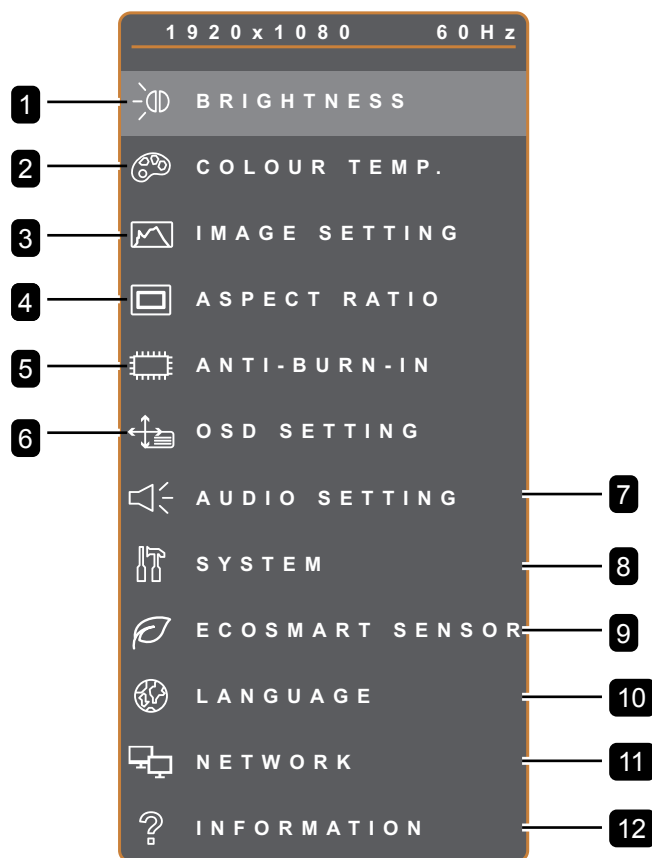 1920x1080 60Hz
1 BRIGHTNESS
2 COLOUR TEMP.
3 IMAGE SETTING
4 ASPECT RATIO
5 ANTI-BURN-IN
6 OSD SETTING
AUDIO SETTING 7
SYSTEM 8
ECOSMART SENSOR 9
LANGUAGE 10
NETWORK 11
INFORMATION 12